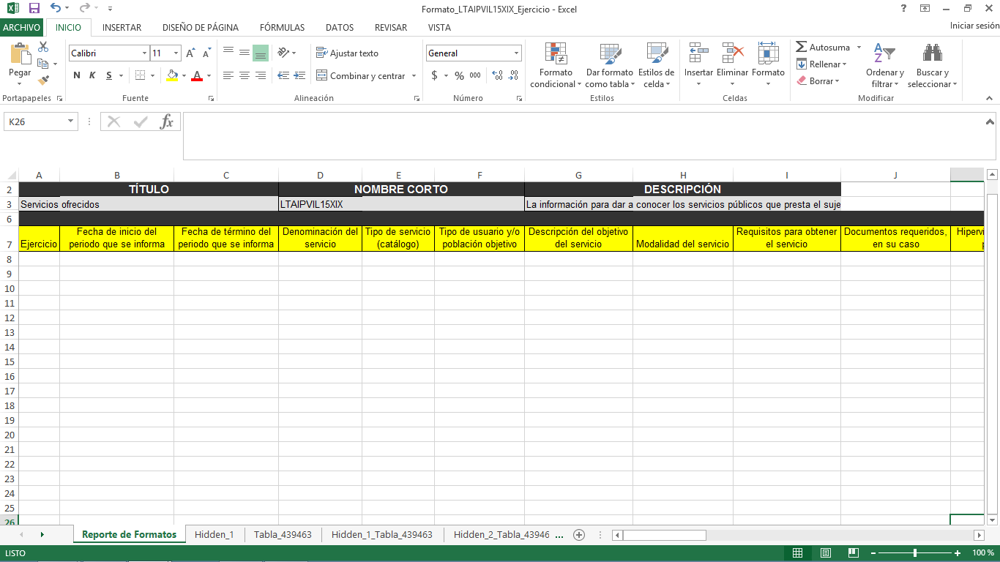 Formato_LTAIPVIL15XIX_Ejercicio - Excel
?
Iniciar sesión
ARCHIVO INICIO INSERTAR DISEÑO DE PÁGINA FÓRMULAS DATOS REVISAR VISTA
Pegar
Portapapeles
Calibri 11
N K S
Fuente
Ajustar texto
Combinar y centrar
Alineación
General
$ % 000
Número
Formato condicional
Dar formato como tabla
Estilos de celda
Estilos
Insertar Eliminar Formato
Celdas
Autosuma
Rellenar
Borrar
Ordenar y filtrar
Buscar y seleccionar
Modificar
K26
fx
A B C D E F G H I J
2 TÍTULO NOMBRE CORTO DESCRIPCIÓN
3 Servicios ofrecidos LTAIPVIL15XIX La información para dar a conocer los servicios públicos que presta el suje
6
7 Ejercicio
Fecha de inicio del periodo que se informa
Fecha de término del periodo que se informa
Denominación del servicio
Tipo de servicio (catálogo)
Tipo de usuario y/o población objetivo
Descripción del objetivo del servicio
Modalidad del servicio
Requisitos para obtener el servicio
Documentos requeridos, en su caso
8
9
10
11
12
13
14
15
16
17
18
19
20
21
22
23
24
25
26
Reporte de Formatos Hidden_1 Tabla_439463 Hidden_1_Tabla_439463 Hidden_2_Tabla_43946 ...
LISTO 100 %